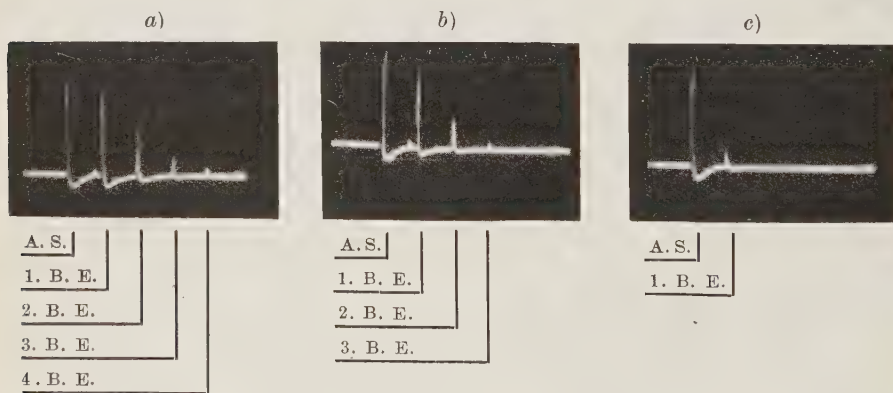 a)
b)
c)
A. S.
1. B. E.
2. B. E.
3. B. E.
4. B. E.
A. S.
1. B. E.
2. B. E.
3. B. E.
A. S.
1. B. E.